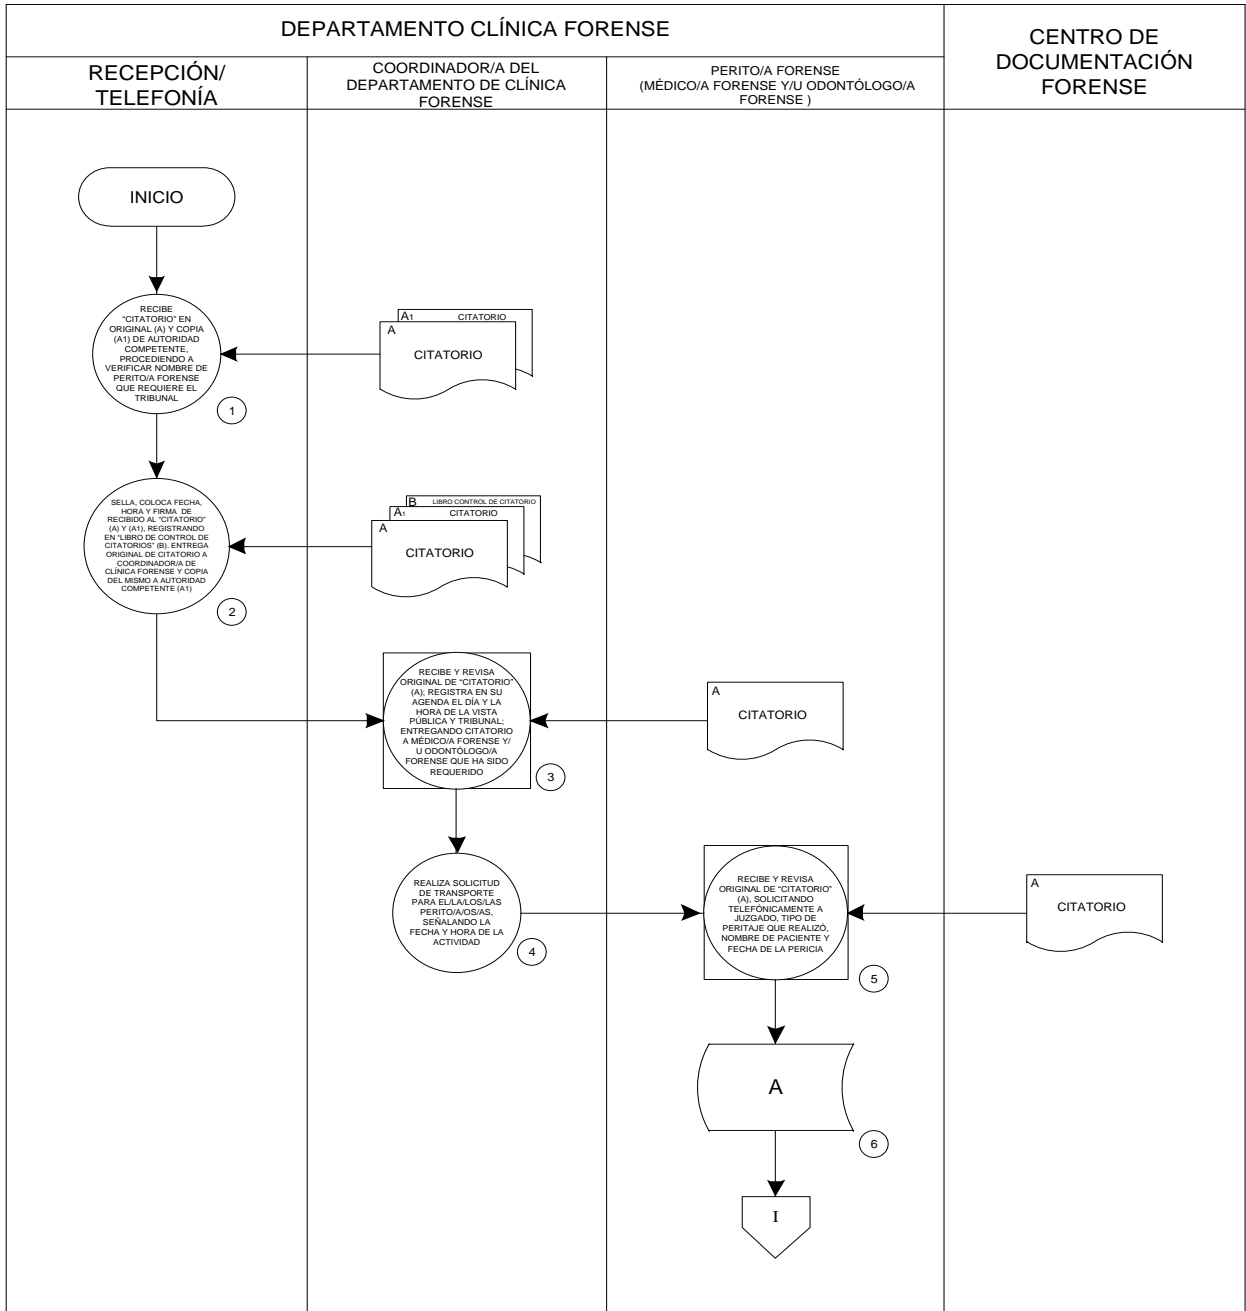 DEPARTAMENTO CLÍNICA FORENSE
CENTRO DE
DOCUMENTACIÓN
FORENSE
RECEPCIÓN/
TELEFONÍA
COORDINADOR/A DEL
DEPARTAMENTO DE CLÍNICA
FORENSE
PERITO/A FORENSE
(MÉDICO/A FORENSE Y/U ODONTÓLOGO/A
FORENSE )
INICIO
RECIBE
“CITATORIO” EN
ORIGINAL (A) Y COPIA
(A1) DE AUTORIDAD
COMPETENTE,
PROCEDIENDO A
VERIFICAR NOMBRE DE
PERITO/A FORENSE
QUE REQUIERE EL
TRIBUNAL
1
A1 CITATORIO
A
CITATORIO
SELLA, COLOCA FECHA,
HORA Y FIRMA DE
RECIBIDO AL “CITATORIO”
(A) Y (A1), REGISTRANDO
EN “LIBRO DE CONTROL DE
CITATORIOS” (B). ENTREGA
ORIGINAL DE CITATORIO A
COORDINADOR/A DE
CLÍNICA FORENSE Y COPIA
DEL MISMO A AUTORIDAD
COMPETENTE (A1)
2
B LIBRO CONTROL DE CITATORIO
A1 CITATORIO
A
CITATORIO
RECIBE Y REVISA
ORIGINAL DE “CITATORIO”
(A); REGISTRA EN SU
AGENDA EL DÍA Y LA
HORA DE LA VISTA
PÚBLICA Y TRIBUNAL;
ENTREGANDO CITATORIO
A MÉDICO/A FORENSE Y/
U ODONTÓLOGO/A
FORENSE QUE HA SIDO
REQUERIDO
3
A
CITATORIO
REALIZA SOLICITUD
DE TRANSPORTE
PARA EL/LA/LOS/LAS
PERITO/A/OS/AS,
SEÑALANDO LA
FECHA Y HORA DE LA
ACTIVIDAD
4
RECIBE Y REVISA
ORIGINAL DE “CITATORIO”
(A), SOLICITANDO
TELEFÓNICAMENTE A
JUZGADO, TIPO DE
PERITAJE QUE REALIZÓ,
NOMBRE DE PACIENTE Y
FECHA DE LA PERICIA
5
A
CITATORIO
A
6
I